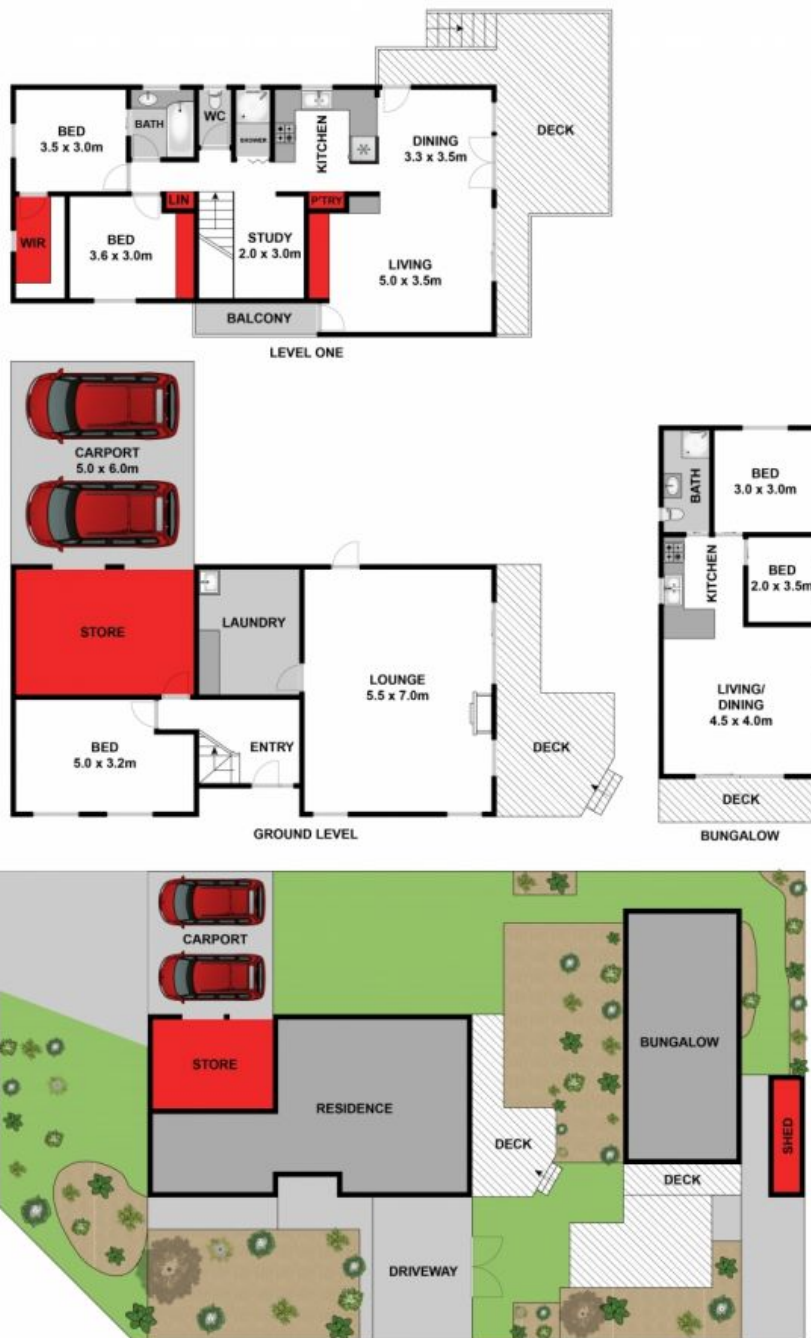 BED
3.5 x 3.0m
BATH
WC
SHOWER
KITCHEN
DINING
3.3 x 3.5m
DECK
WIR
BED
3.6 x 3.0m
LIN
STUDY
2.0 x 3.0m
P'TRY
LIVING
5.0 x 3.5m
BALCONY
LEVEL ONE
CARPORT
5.0 x 6.0m
STORE
LAUNDRY
LOUNGE
5.5 x 7.0m
BED
5.0 x 3.2m
ENTRY
DECK
GROUND LEVEL
BATH
BED
3.0 x 3.0m
KITCHEN
BED
2.0 x 3.5m
LIVING/
DINING
4.5 x 4.0m
DECK
BUNGALOW
CARPORT
STORE
RESIDENCE
DECK
BUNGALOW
SHED
DECK
DRIVEWAY